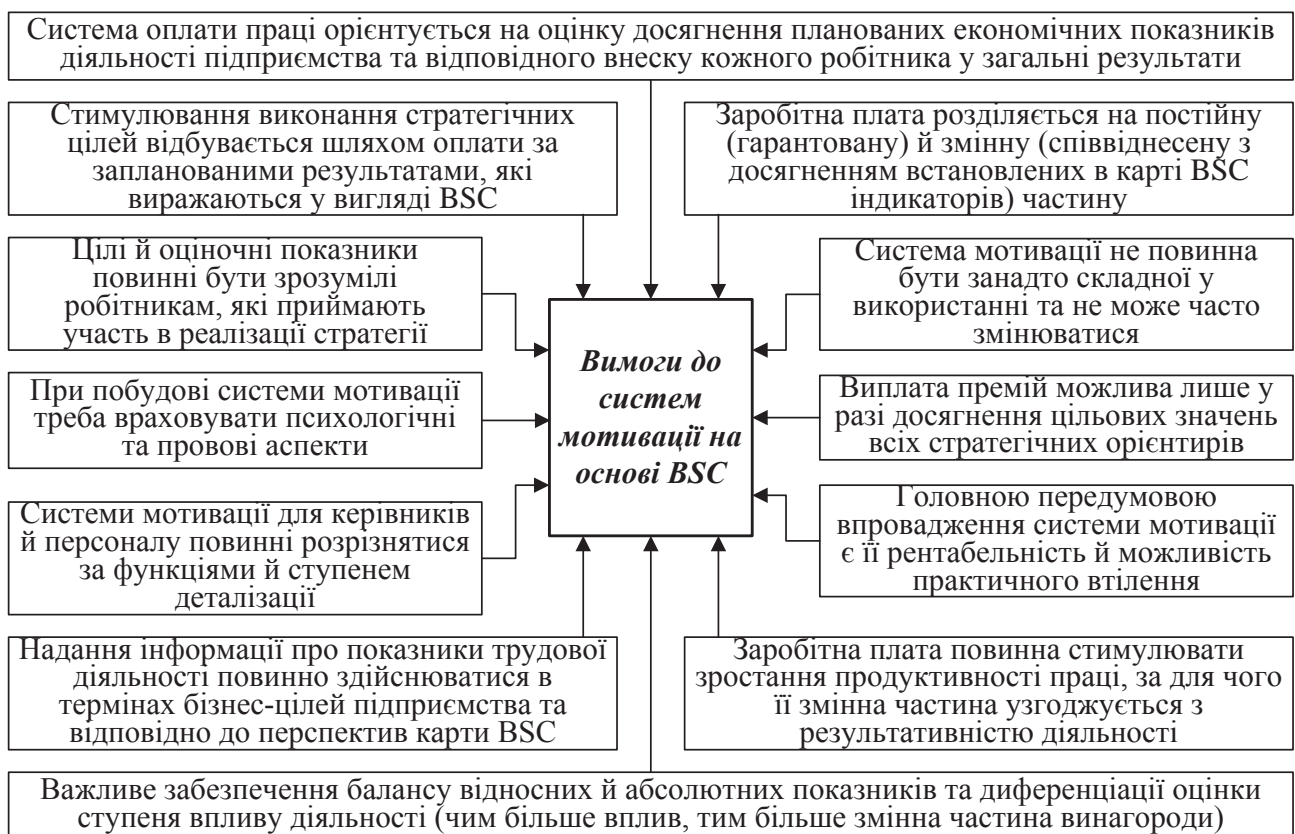 Система оплати праці орієнтується на оцінку досягнення планованих економічних показників
діяльності підприємства та відповідного внеску кожного робітника у загальні результати
Стимулювання виконання стратегічних
цілей відбувається шляхом оплати за
запланованими результатами, які
виражаються у вигляді BSC
Заробітна плата розділяється на постійну
(гарантовану) й змінну (співвіднесену з
досягненням встановлених в карті BSC
індикаторів) частину
Цілі й оціночні показники
повинні бути зрозумілі
робітникам, які приймають
участь в реалізації стратегії
Система мотивації не повинна
бути занадто складної у
використанні та не може часто
змінюватися
Вимоги до
систем
мотивації на
основі BSC
При побудові системи мотивації
треба враховувати психологічні
та провові аспекти
Виплата премій можлива лише у
разі досягнення цільових значень
всіх стратегічних орієнтирів
Системи мотивації для керівників
й персоналу повинні розрізнятися
за функціями й ступенем
деталізації
Головною передумовою
впровадження системи мотивації
є її рентабельність й можливість
практичного втілення
Надання інформації про показники трудової
діяльності повинно здійснюватися в
термінах бізнес-цілей підприємства та
відповідно до перспектив карти BSC
Заробітна плата повинна стимулювати
зростання продуктивності праці, за для чого
її змінна частина узгоджується з
результативністю діяльності
Важливе забезпечення балансу відносних й абсолютних показників та диференціації оцінки
ступеня впливу діяльності (чим більше вплив, тим більше змінна частина винагороди)